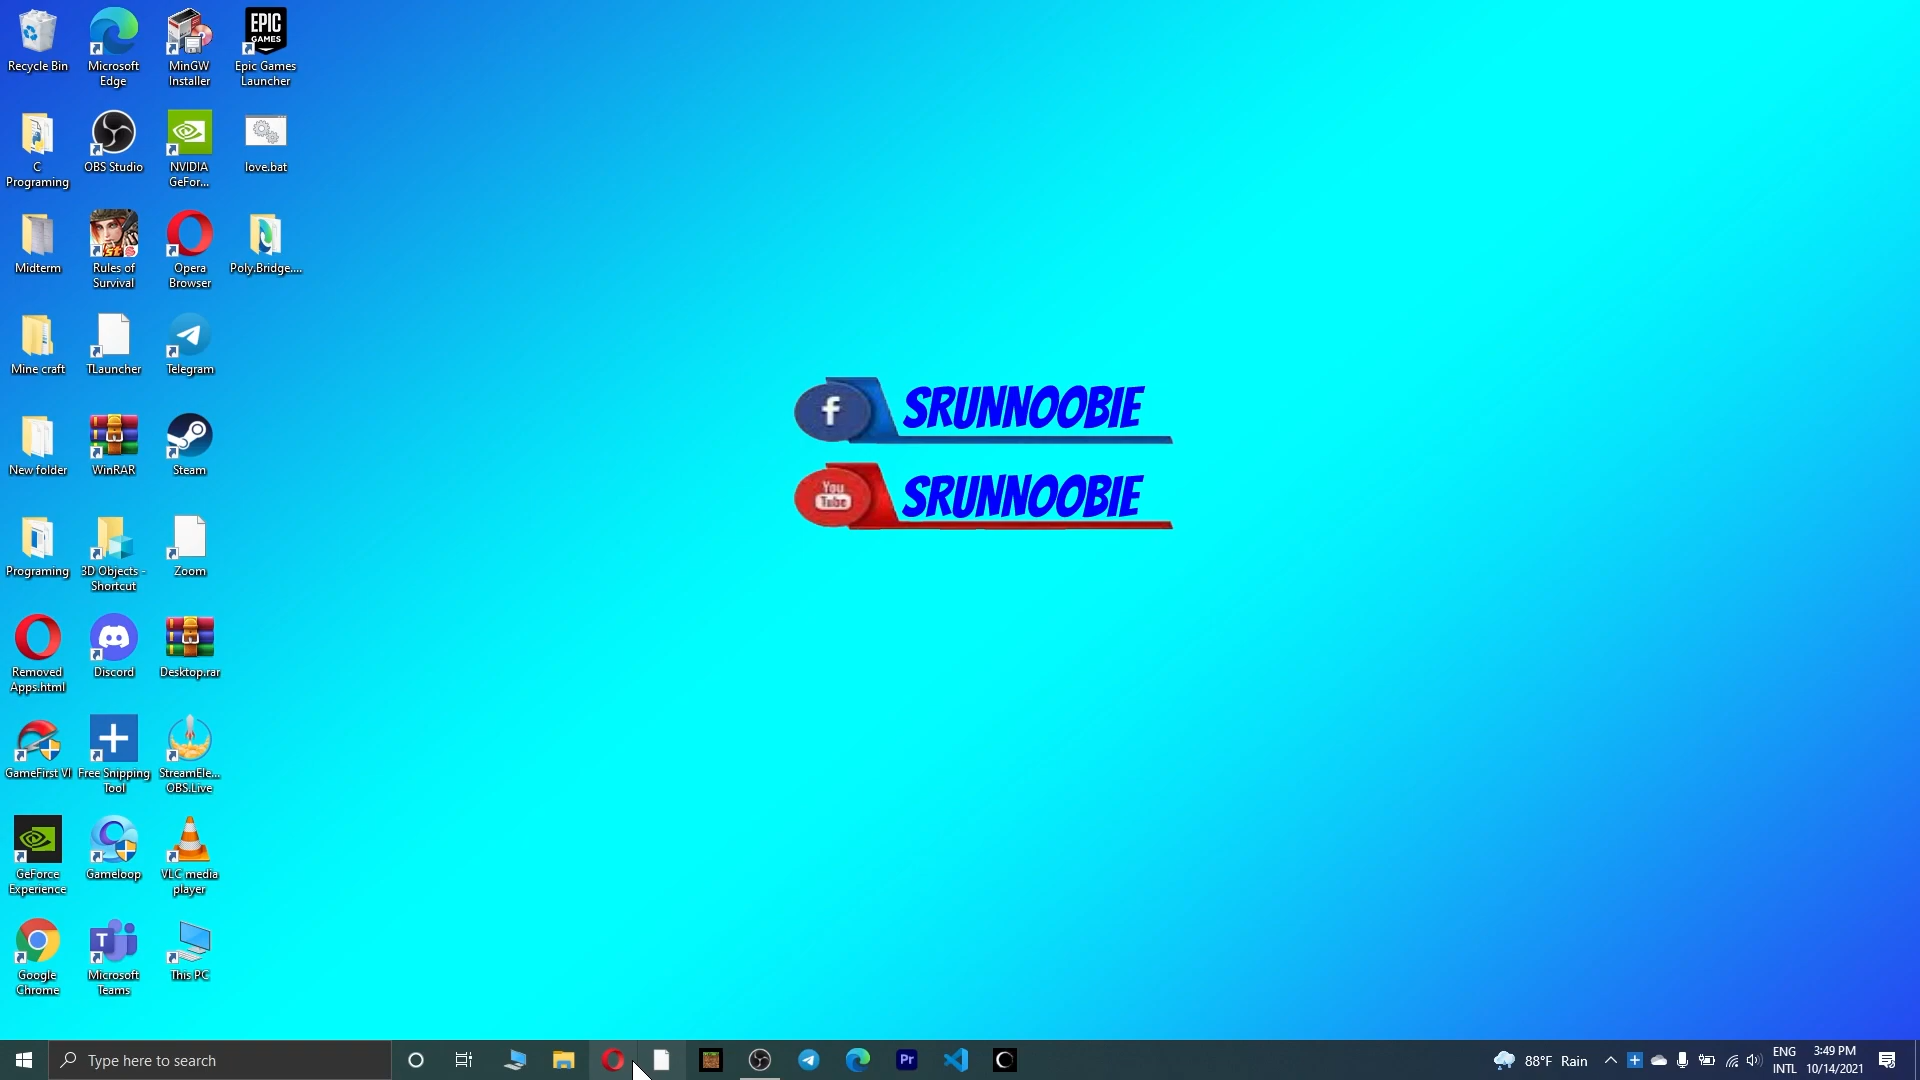 Recycle Bin
Microsoft
Edge
MinGW
Installer
EPIC
GAMES
Epic Games
Launcher
C
Programing
OBS Studio
NVIDIA
GeFor...
love.bat
Midterm
Rules of
Survival
Opera
Browser
Poly.Bridge....
Mine craft
TLauncher
Telegram
New folder
WinRAR
Steam
Programing
3D Objects -
Shortcut
Zoom
Removed
Apps.html
Discord
Desktop.rar
GameFirst VI
Free Snipping
Tool
StreamEle...
OBS.Live
GeForce
Experience
Gameloop
VLC media
player
Google
Chrome
T
Microsoft
Teams
This PC
f
SRUNNOOBIE
You
Tube
SRUNNOOBIE
Type here to search
Pr
88°F Rain
ENG
INTL
3:49 PM
10/14/2021